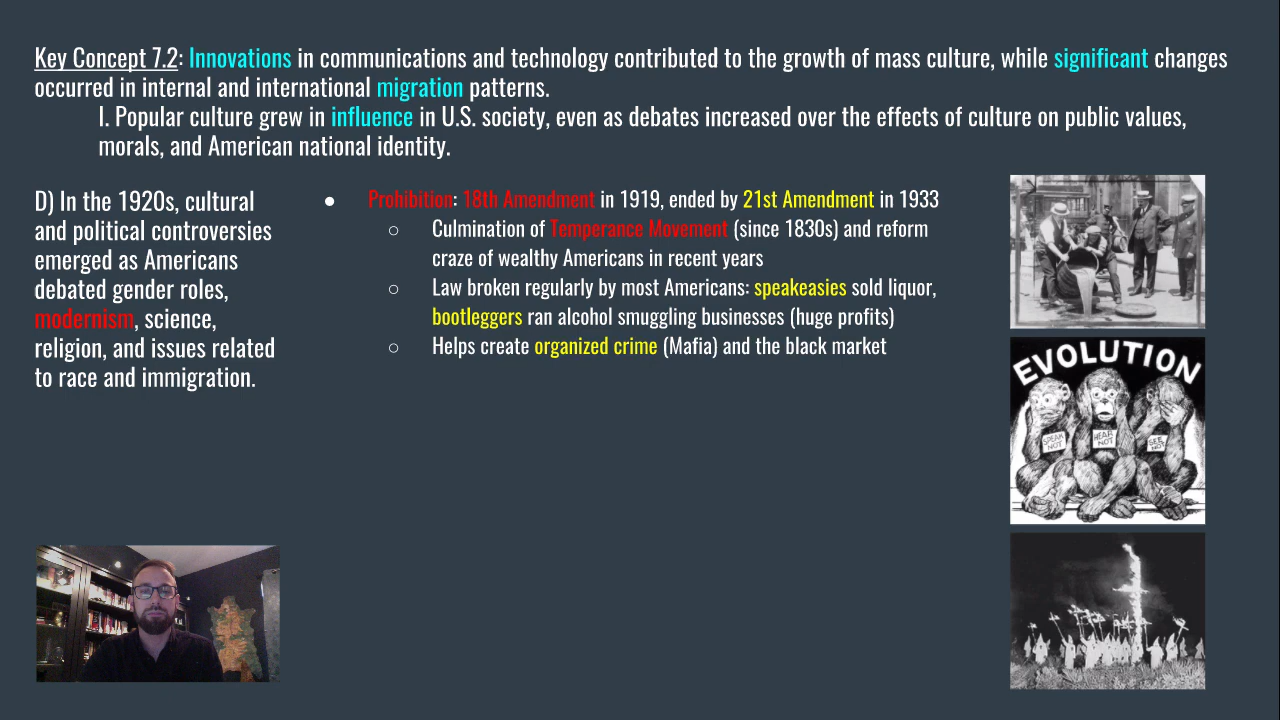 Key Concept 7.2: Innovations in communications and technology contributed to the growth of mass culture, while significant changes
occurred in internal and international migration patterns.
I. Popular culture grew in influence in U.S. society, even as debates increased over the effects of culture on public values,
morals, and American national identity.
D) In the 1920s, cultural
and political controversies
emerged as Americans
debated gender roles,
modernism, science,
religion, and issues related
to race and immigration.
● Prohibition: 18th Amendment in 1919, ended by 21st Amendment in 1933
○ Culmination of Temperance Movement (since 1830s) and reform
craze of wealthy Americans in recent years
○ Law broken regularly by most Americans: speakeasies sold liquor,
bootleggers ran alcohol smuggling businesses (huge profits)
○ Helps create organized crime (Mafia) and the black market
EVOLUTION
SPEAK
NOT
HEAR
NOT
SEE
NOT